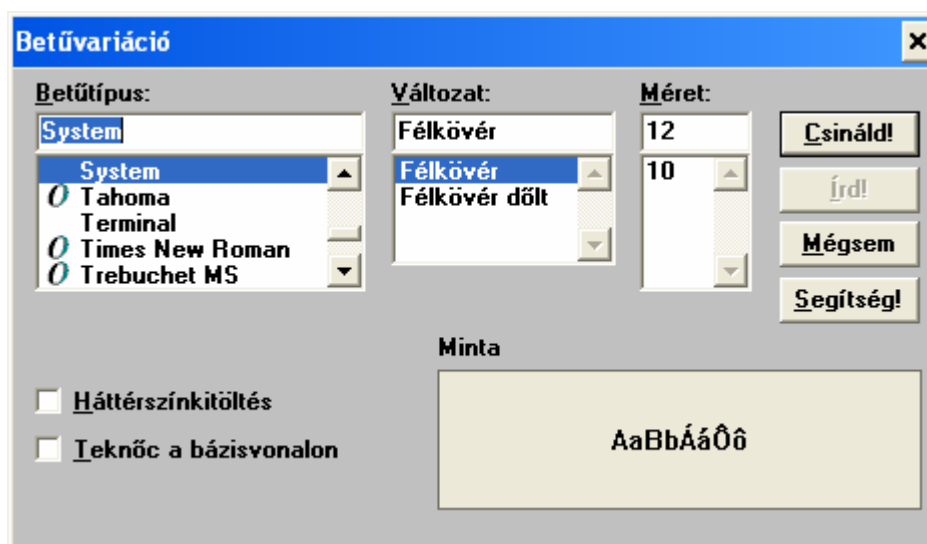 Betűvariáció
Betűtípus:
Változat:
Méret:
System
Félkövér
12
Csináld!
System
Tahoma
Terminal
Times New Roman
Trebuchet MS
Félkövér
Félkövér dőlt
10
Írd!
Mégsem
Segítség!
Minta
Háttérszínkitöltés
Teknőc a bázisvonalon
AaBbÁáÔô